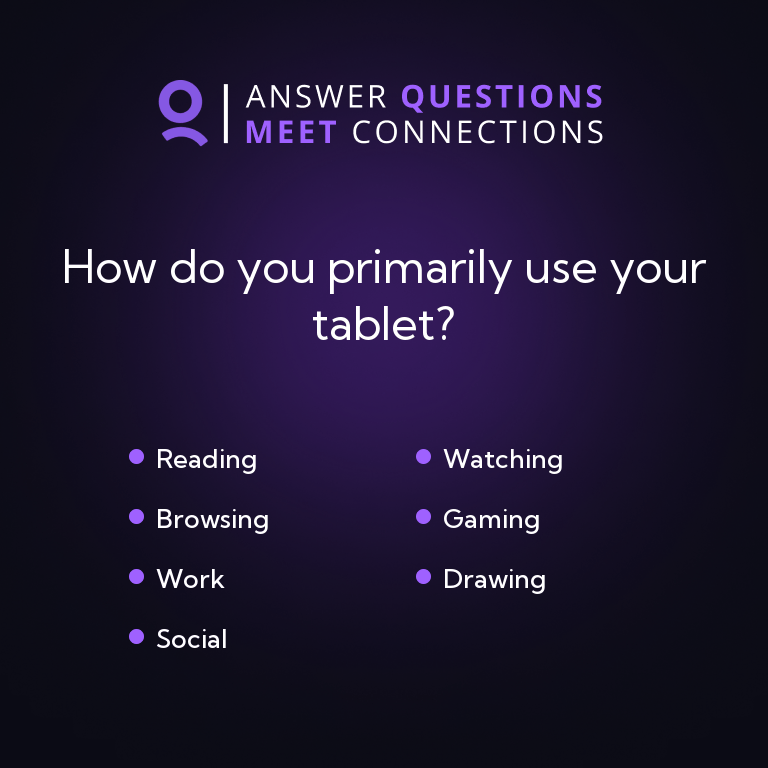 ANSWER QUESTIONS
MEET CONNECTIONS
How do you primarily use your
tablet?
Reading
Watching
Browsing
Gaming
Work
Drawing
Social